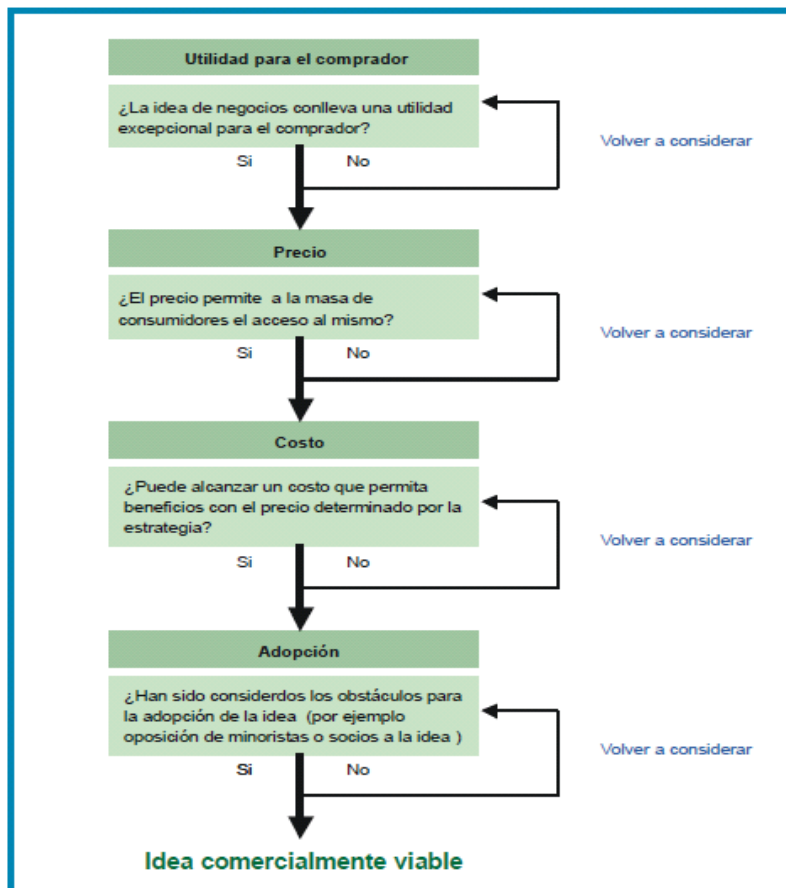 Utilidad para el comprador
¿La idea de negocios conlleva una utilidad
excepcional para el comprador?
Volver a considerar
Si No
Precio
¿El precio permite a la masa de
consumidores el acceso al mismo?
Volver a considerar
Si No
Costo
¿Puede alcanzar un costo que permita
beneficios con el precio determinado por la
estrategia?
Volver a considerar
Si No
Adopción
¿Han sido considerdos los obstáculos para
la adopción de la idea (por ejemplo
oposición de minoristas o socios a la idea )
Volver a considerar
Si No
Idea comercialmente viable